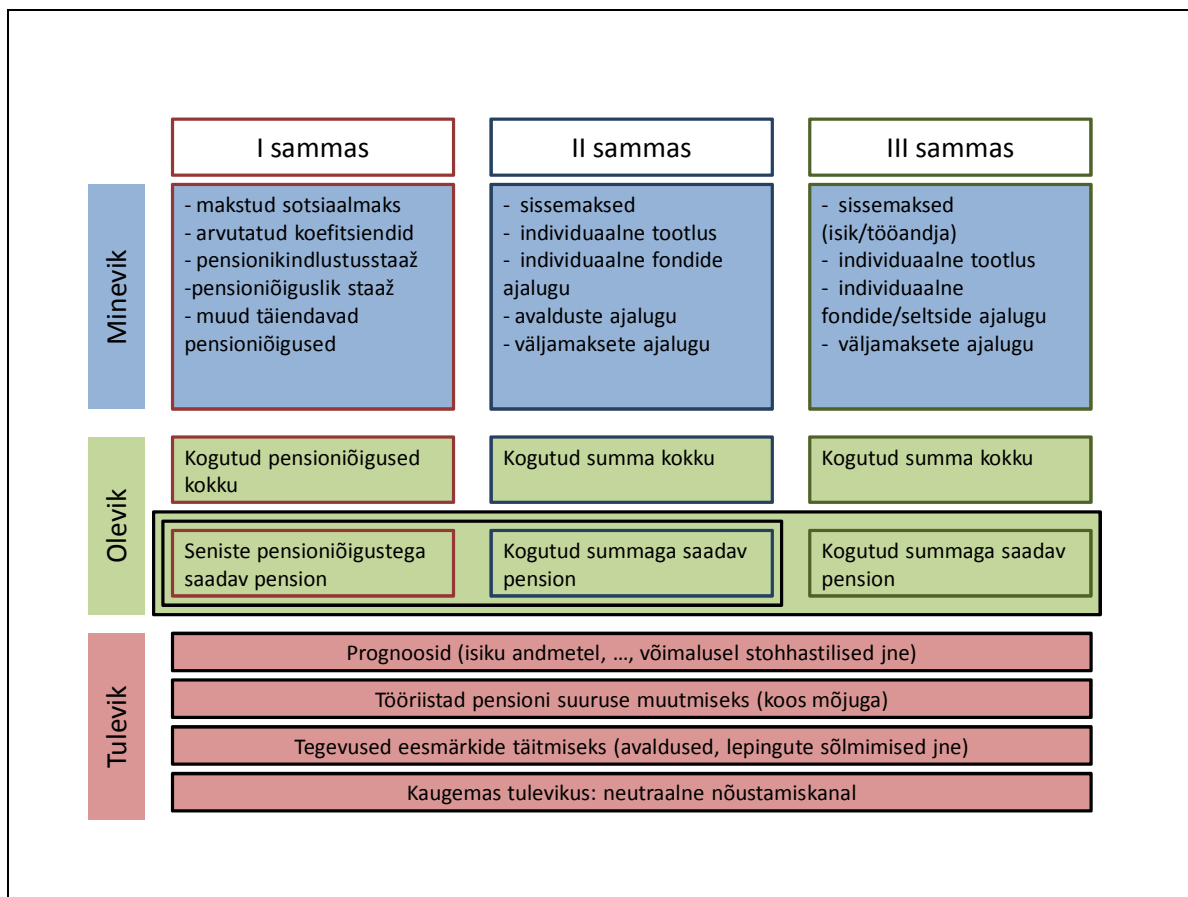 I sammas
II sammas
III sammas
Minevik
- makstud sotsiaalmaks
- arvutatud koefitsiendid
- pensionikindlustusstaaž
-pensioniõiguslik staaž
- muud täiendavad
pensioniõigused
- sissemaksed
- individuaalne tootlus
- individuaalne fondide
ajalugu
- avalduste ajalugu
- väljamaksete ajalugu
- sissemaksed
(isik/tööandja)
- individuaalne tootlus
- individuaalne
fondide/seltside ajalugu
- väljamaksete ajalugu
Olevik
Kogutud pensioniõigused
kokku
Kogutud summa kokku
Kogutud summa kokku
Seniste pensioniõigustega
saadav pension
Kogutud summaga saadav
pension
Kogutud summaga saadav
pension
Tulevik
Prognoosid (isiku andmetel, ..., võimalusel stohhastilised jne)
Tööriistad pensioni suuruse muutmiseks (koos mõjuga)
Tegevused eesmärkide täitmiseks (avaldused, lepingute sõlmimised jne)
Kaugemas tulevikus: neutraalne nõustamiskanal